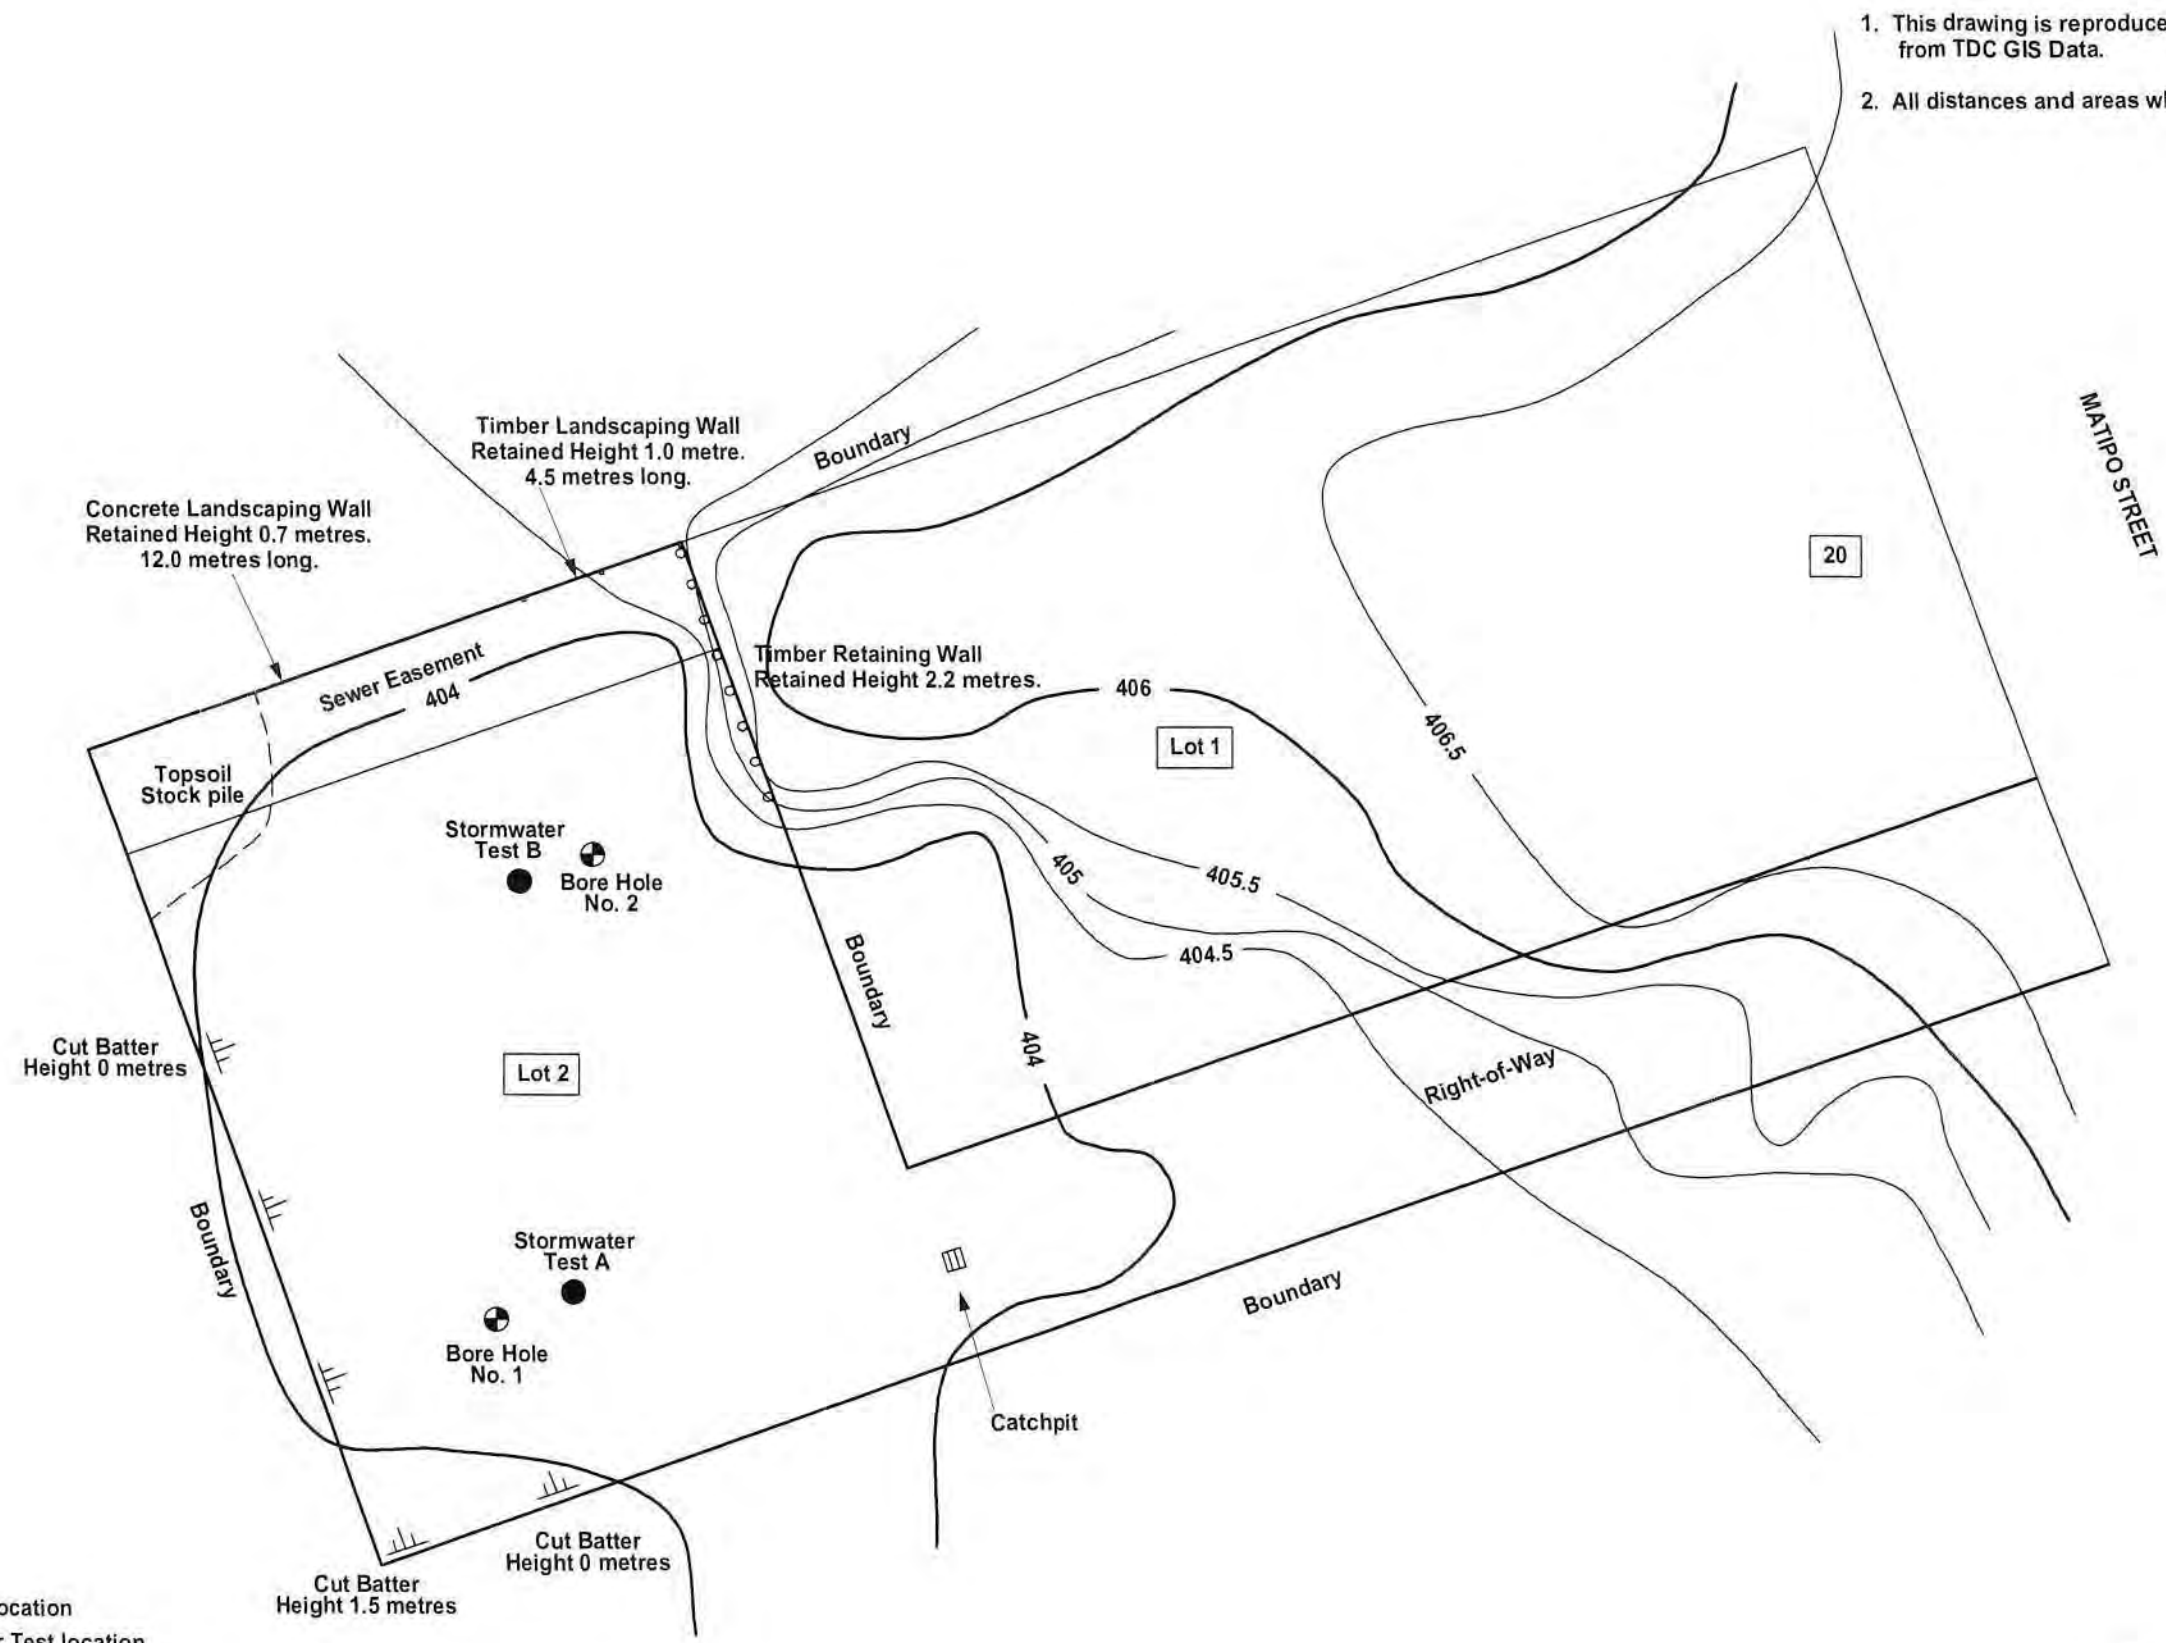 1. This drawing is
from TDC GIS Data.
2. All distances and areas
Timber Landscaping Wall
Retained Height 1.0 metre.
4.5 metres long.
Boundary
Concrete Landscaping Wall
Retained Height 0.7 metres.
12.0 metres long.
MATIPO STREET
20
Sewer Easement
404
Timber Retaining Wall
Retained Height 2.2 metres.
406
Lot 1
406.5
Topsoil
Stock pile
Stormwater
Test B
Bore Hole
No. 2
405
405.5
404.5
Boundary
404
Cut Batter
Height 0 metres
Lot 2
Right-of-Way
Boundary
Stormwater
Test A
Bore Hole
No. 1
Boundary
Catchpit
Cut Batter
Height 0 metres
Cut Batter
Height 1.5 metres
Test location